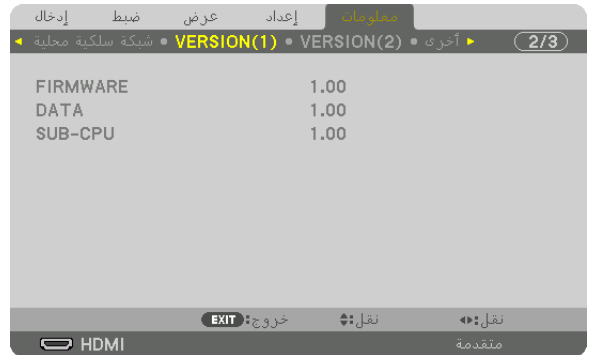 إدخال ضبط عرض إعداد معلومات
◄ شبكة سلكية محلية • VERSION(1) • VERSION(2) • أخرى ► 2/3
FIRMWARE 1.00
DATA 1.00
SUB-CPU 1.00
EXIT :خروج نقل: نقل:
HDMI متقدمة